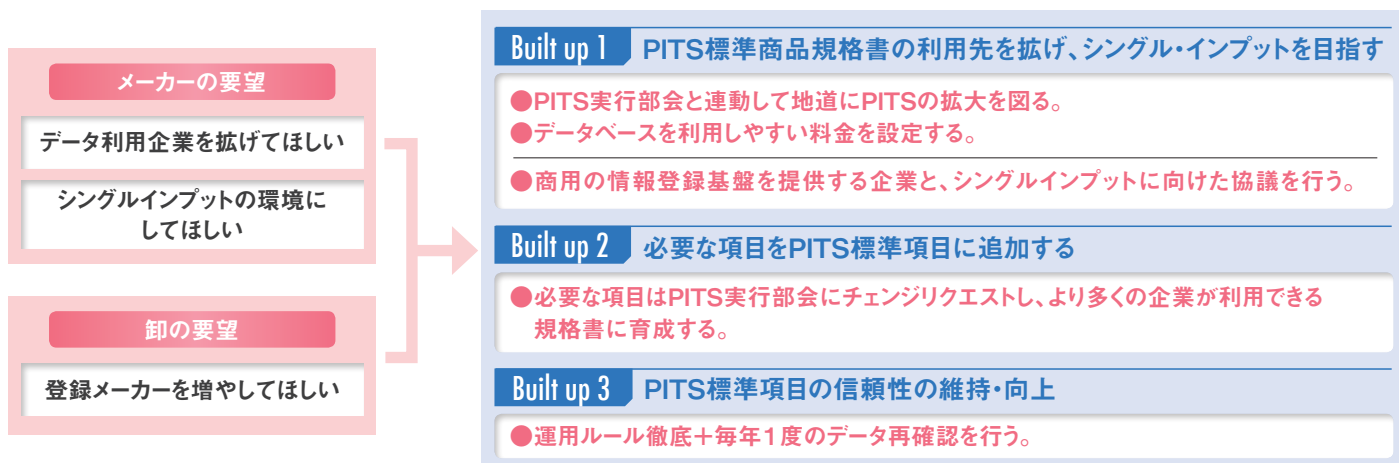 メーカーの要望
データ利用企業を拡げてほしい
シングルインプットの環境に
してほしい
卸の要望
登録メーカーを増やしてほしい
Built up 1 PITS標準商品規格書の利用先を拡げ、シングル・インプットを目指す
●PITS実行部会と連動して地道にPITSの拡大を図る。
●データベースを利用しやすい料金を設定する。
●商用の情報登録基盤を提供する企業と、シングルインプットに向けた協議を行う。
Built up 2 必要な項目をPITS標準項目に追加する
●必要な項目はPITS実行部会にチェンジリクエストし、より多くの企業が利用できる
規格書に育成する。
Built up 3 PITS標準項目の信頼性の維持・向上
●運用ルール徹底＋毎年1度のデータ再確認を行う。